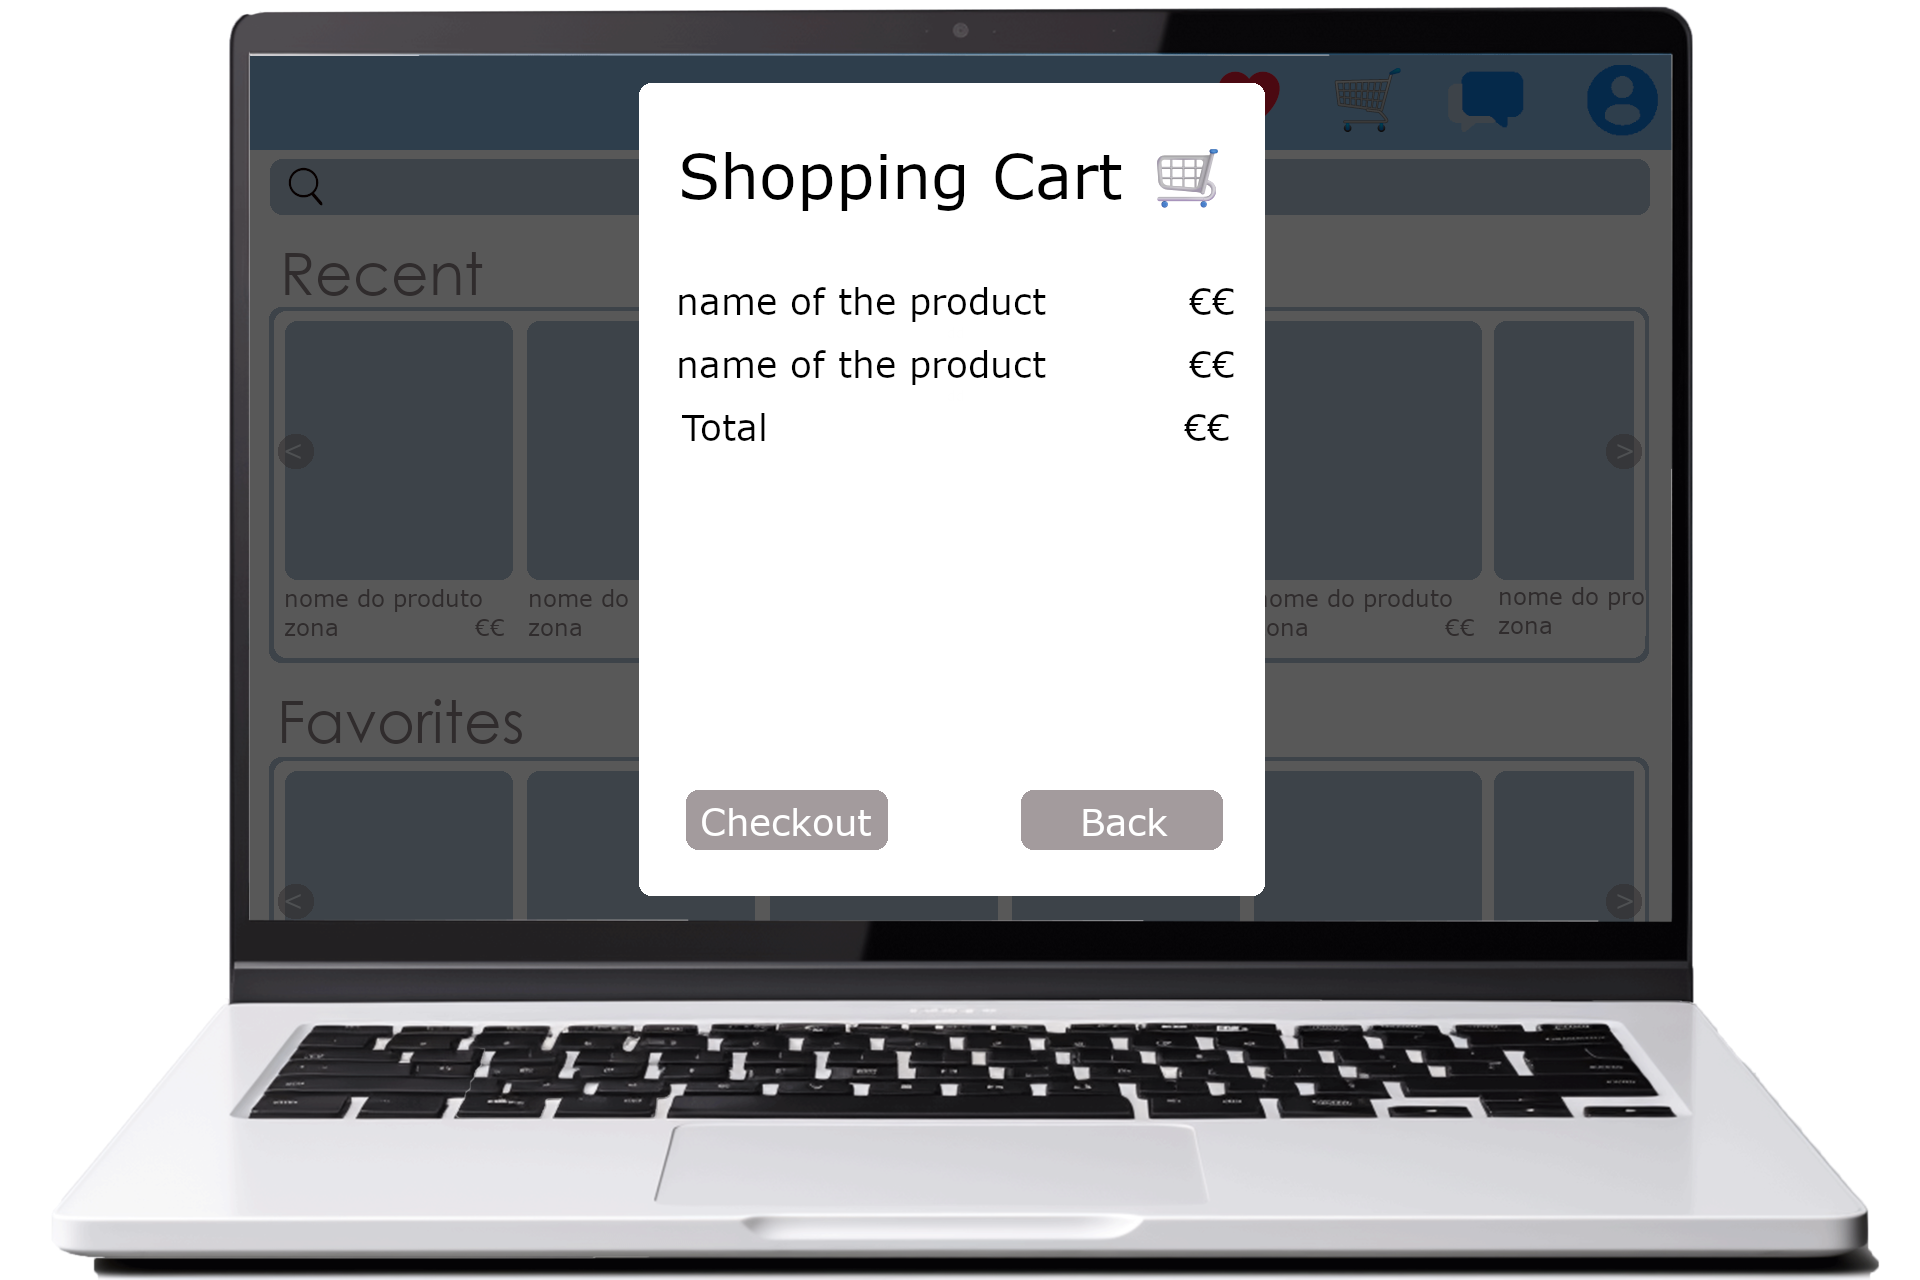 Shopping Cart
Recent
name of the product €€
name of the product €€
Total €€
< >
nome do produto
zona €€
nome do
zona
ome do produto
ona €€
nome do pro
zona
Favorites
Checkout Back
< >